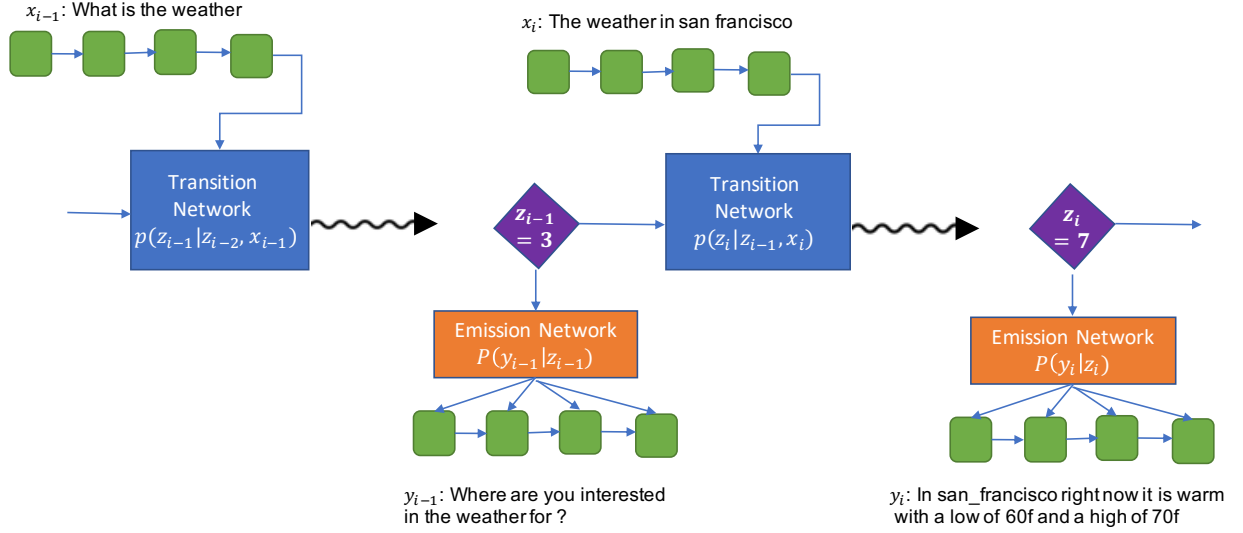 x_{i-1}: What is the weather
x_i: The weather in san francisco
Transition
Network
p(z_{i-1}|z_{i-2}, x_{i-1})
z_{i-1}
= 3
Transition
Network
p(z_i|z_{i-1}, x_i)
z_i
= 7
Emission Network
P(y_{i-1}|z_{i-1})
Emission Network
P(y_i|z_i)
y_{i-1}: Where are you interested
in the weather for ?
y_i: In san_francisco right now it is warm
with a low of 60f and a high of 70f